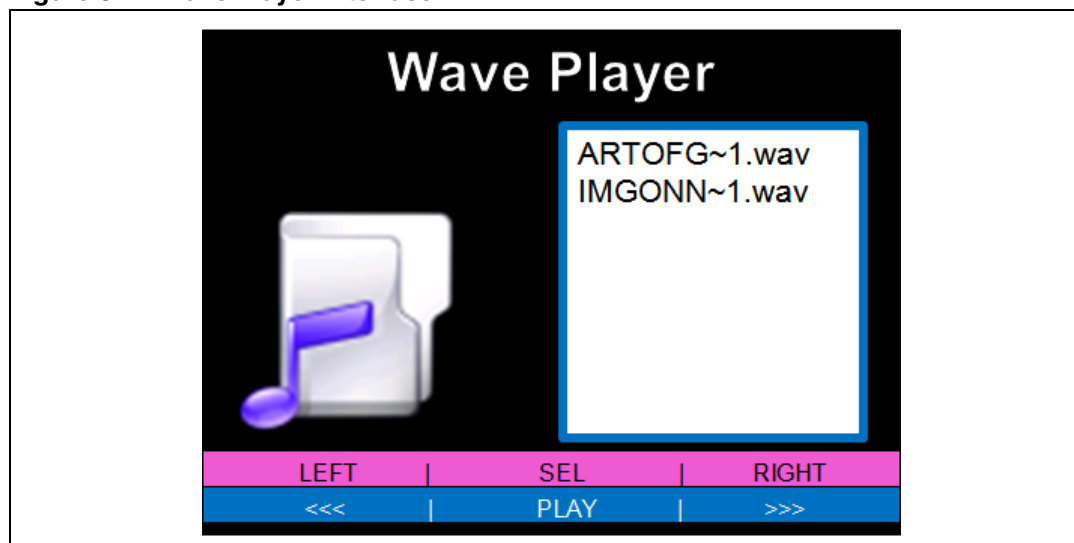 Wave Player
ARTOFG~1.wav
IMGONN~1.wav
LEFT | SEL | RIGHT
<<< | PLAY | >>>